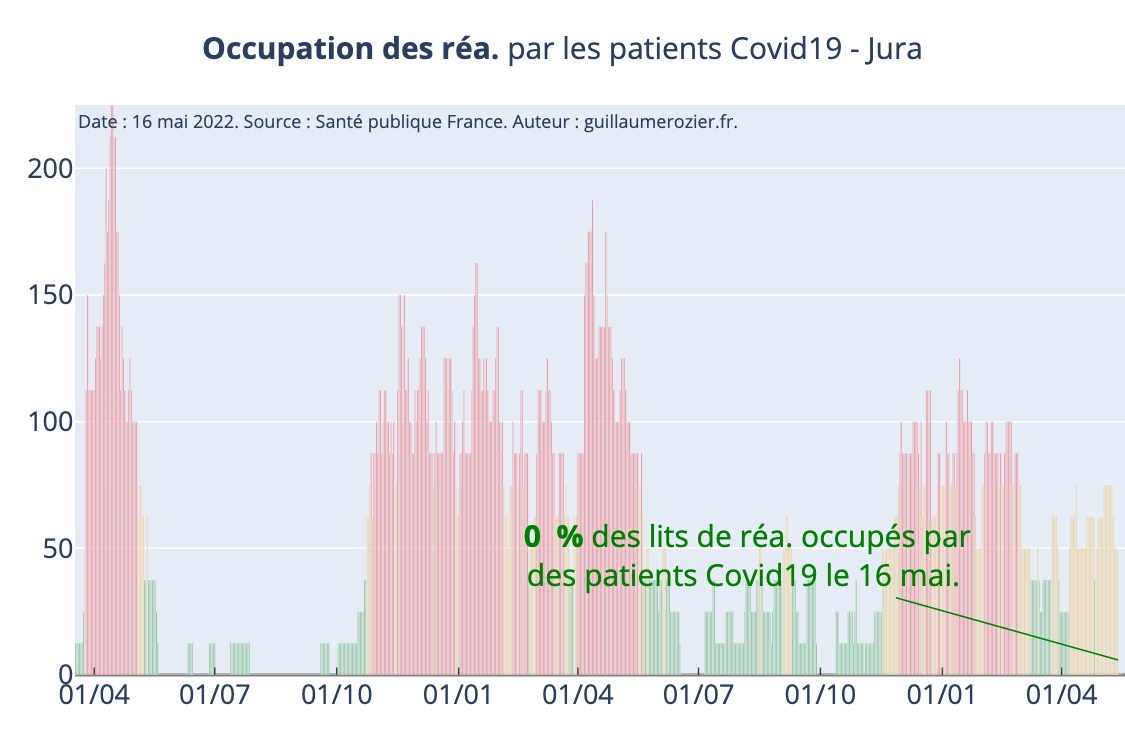 Occupation des réa. par les patients Covid19 - Jura
Date : 16 mai 2022. Source : Santé publique France. Auteur : guillaumerozier.fr.
200
150
100
50
0
0 % des lits de réa. occupés par
des patients Covid19 le 16 mai.
01/04 01/07 01/10 01/01 01/04 01/07 01/10 01/01 01/04